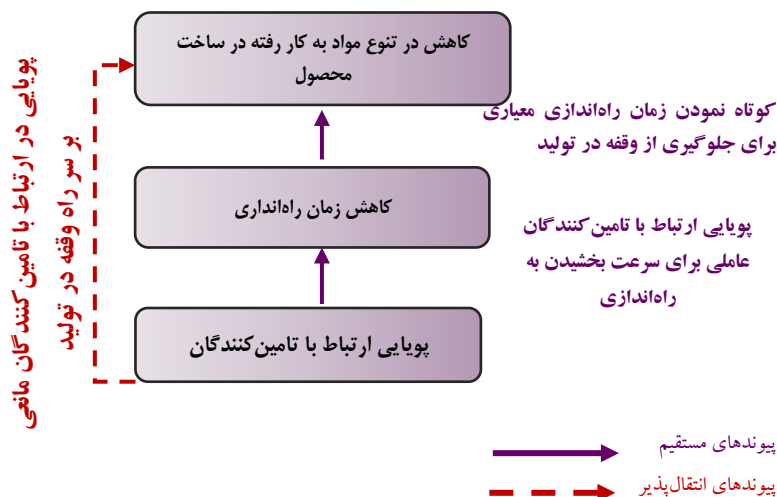 کاهش در تنوع مواد به کار رفته در ساخت
محصول
کوتاه نمودن زمان راه‌اندازی معیاری
برای جلوگیری از وقفه در تولید
کاهش زمان راه‌انداری
پویایی ارتباط با تامین‌کنندگان
عاملی برای سرعت بخشیدن به
راه‌اندازی
پویایی ارتباط با تامین‌کنندگان
پویایی در ارتباط با تامین کنندگان مانعی
بر سر راه وقفه در تولید
پیوندهای مستقیم
پیوندهای انتقال‌پذیر